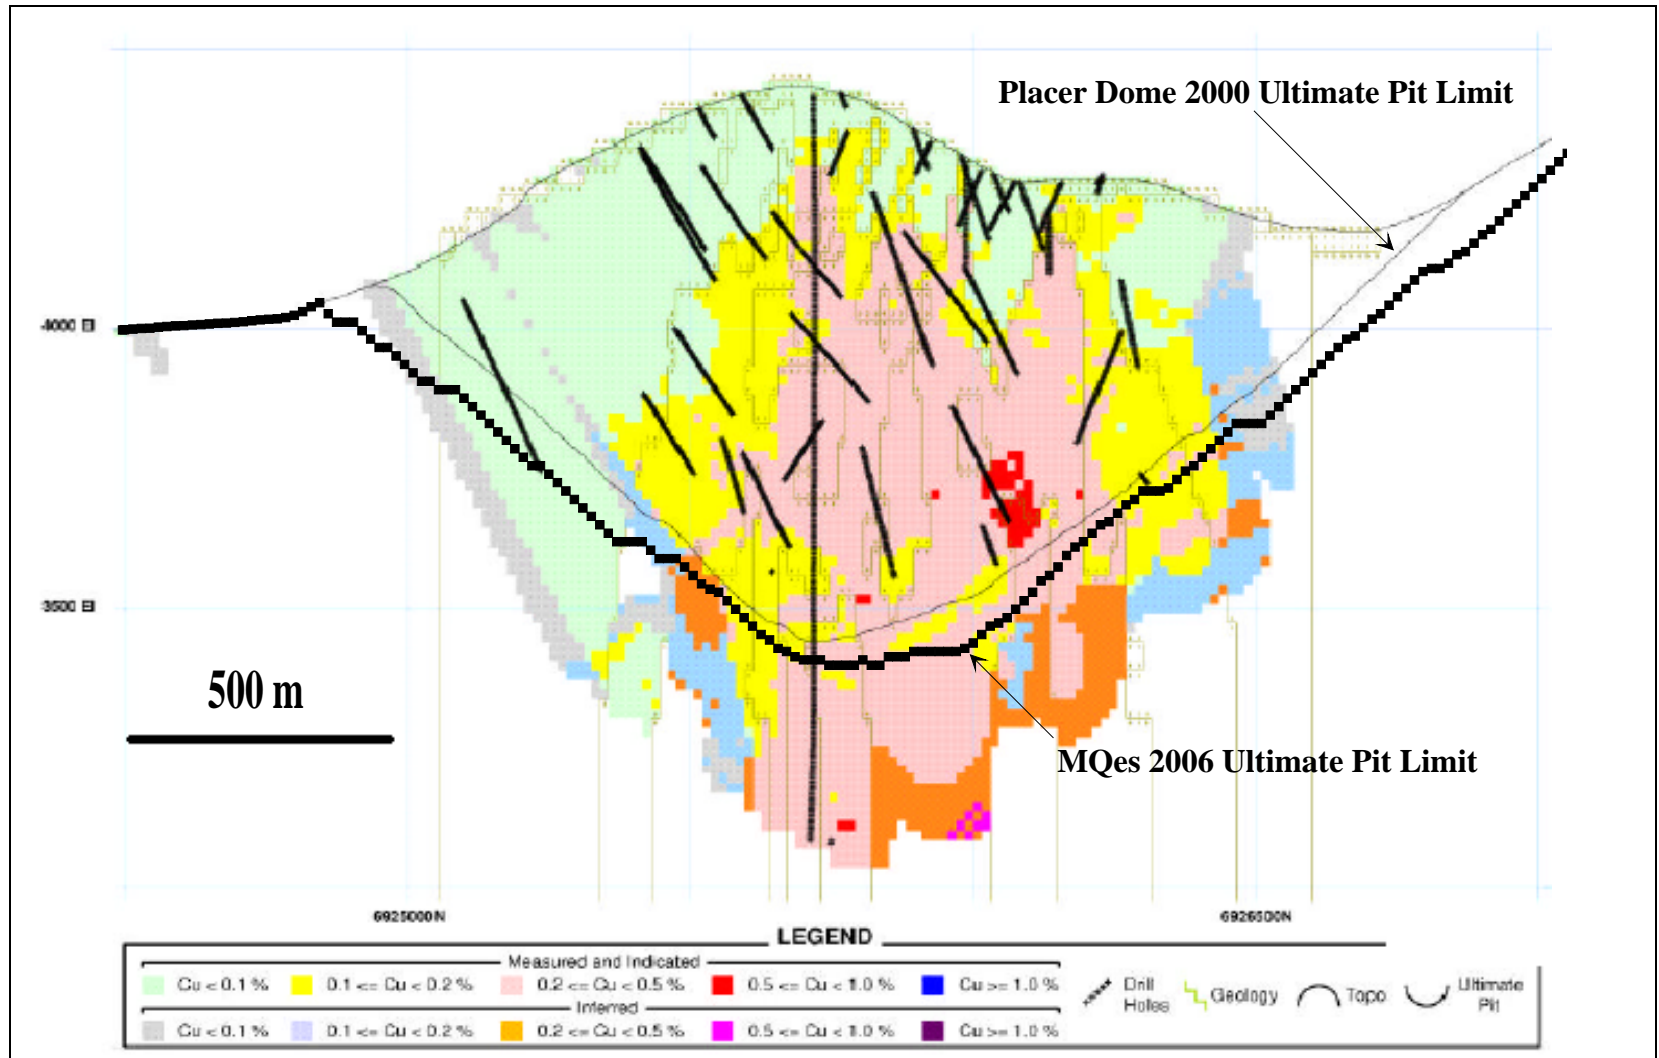 Placer Dome 2000 Ultimate Pit Limit
4000 El
3500 El
500 m
MQes 2006 Ultimate Pit Limit
6925000N
6926500N
LEGEND
Measured and Indicated
Cu < 0.1 %
0.1 <= Cu < 0.2 %
0.2 <= Cu < 0.5 %
0.5 <= Cu < 1.0 %
Cu >= 1.0 %
Inferred
Cu < 0.1 %
0.1 <= Cu < 0.2 %
0.2 <= Cu < 0.5 %
0.5 <= Cu < 1.0 %
Cu >= 1.0 %
Drill
Holes
Geology
Topo
Ultimate
Pit